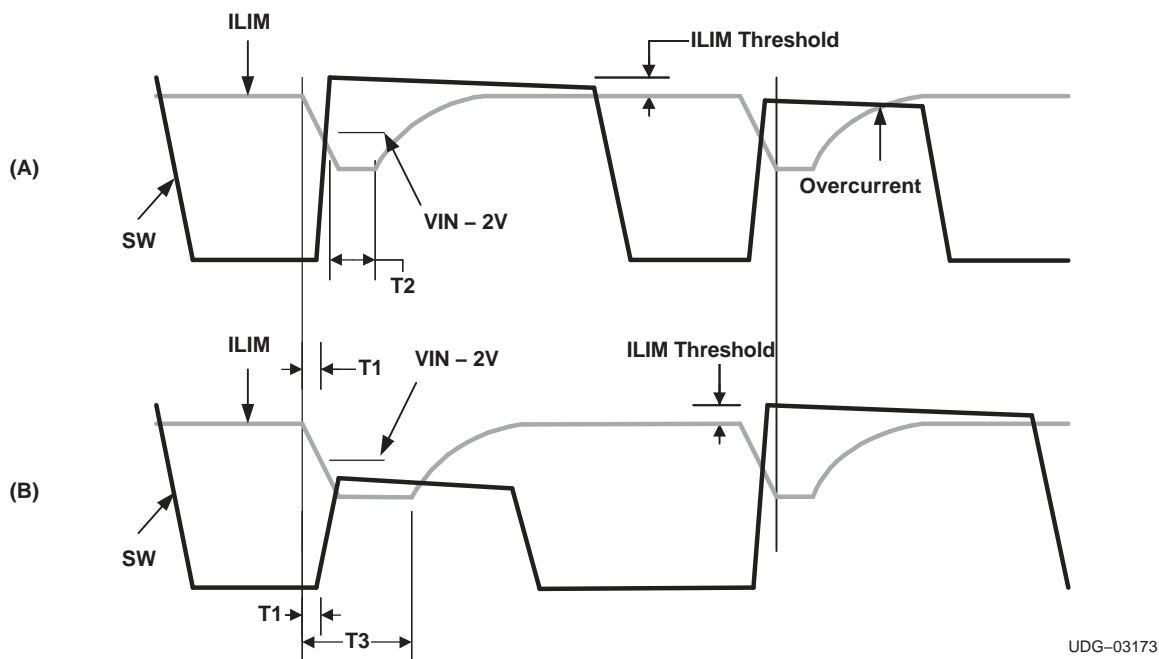 ILIM
ILIM Threshold
(A)
Overcurrent
VIN – 2V
SW
T2
ILIM
T1
VIN – 2V
ILIM Threshold
(B)
SW
T1
T3
UDG–03173